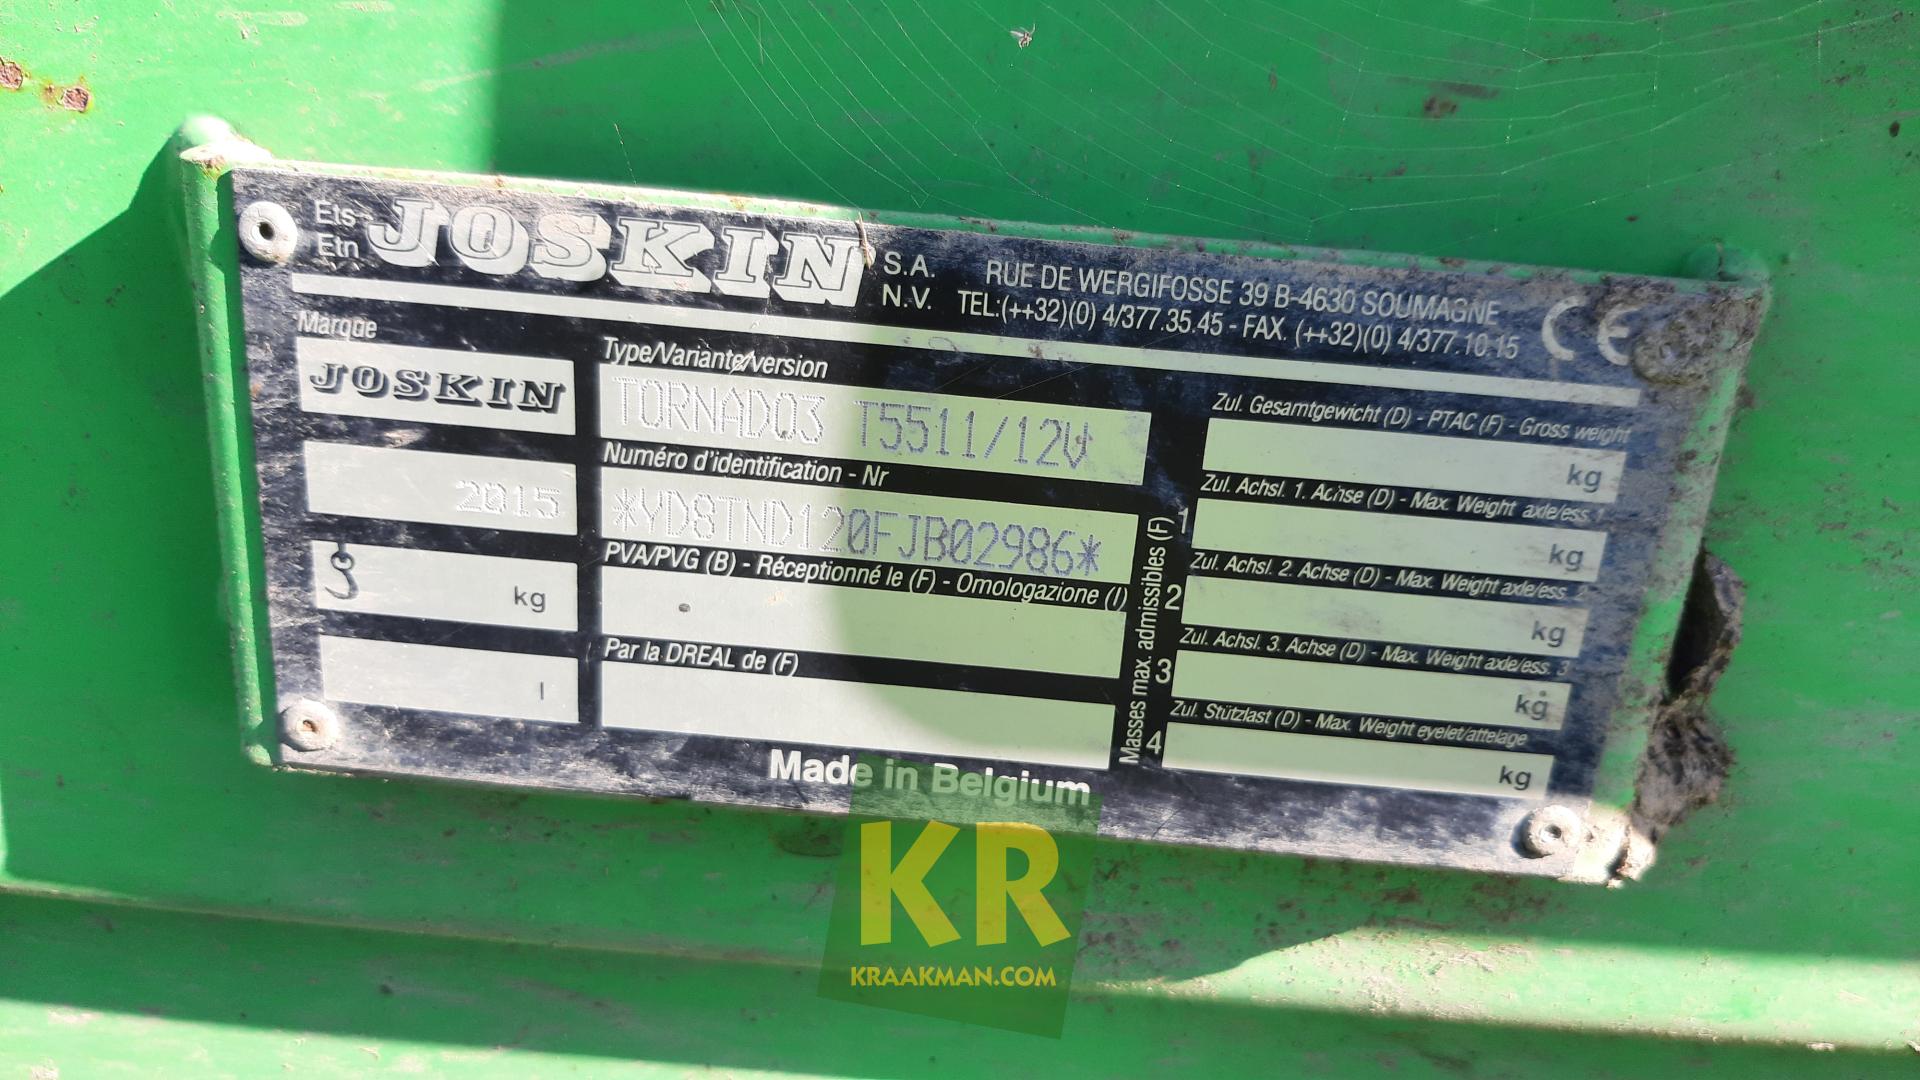 Ets JOSKIN S.A.
Etn N.V.
RUE DE WERGIFOSSE 39 B-4630 SOUMAGNE
TEL:(++32)(0) 4/377.35.45 - FAX. (++32)(0) 4/377.10.15
CE
Marque
JOSKIN
2015
kg
l
Type/Variante/version
TORNADO3 T5511/12V
Numéro d'identification - Nr
*YD8TND120FJB02986*
PVA/PVG (B) - Réceptionné le (F) - Omologazione (I)
Par la DREAL de (F)
Made in Belgium
Masses max. admissibles (F)
Zul. Gesamtgewicht (D) - PTAC (F) - Gross weight
kg
Zul. Achsl. 1. Achse (D) - Max. Weight axle/ess. 1
1 kg
Zul. Achsl. 2. Achse (D) - Max. Weight axle/ess. 2
2 kg
Zul. Achsl. 3. Achse (D) - Max. Weight axle/ess. 3
3 kg
Zul. Stützlast (D) - Max. Weight eyelet/attelage
4 kg
KR
KRAAKMAN.COM